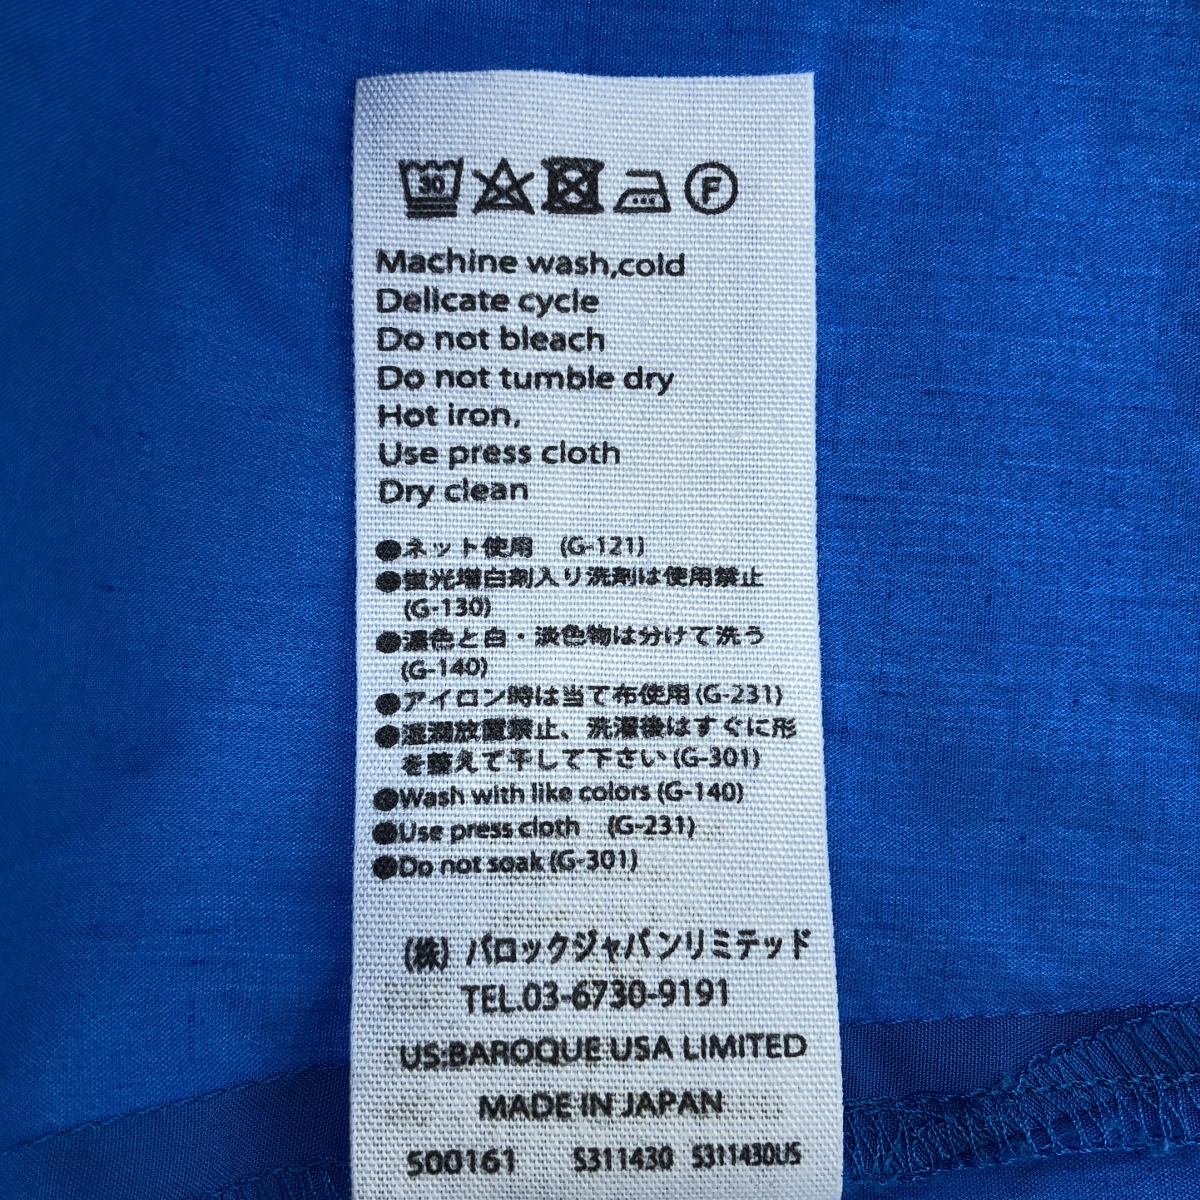 30 F
Machine wash,cold
Delicate cycle
Do not bleach
Do not tumble dry
Hot iron,
Use press cloth
Dry clean
●ネット使用 (G-121)
●蛍光増白剤入り洗剤は使用禁止
(G-130)
●濃色と白・淡色物は分けて洗う
(G-140)
●アイロン時は当て布使用(G-231)
●湿潤放置禁止、洗濯後はすぐに形
を整えて干して下さい(G-301)
●Wash with like colors (G-140)
●Use press cloth (G-231)
●Do not soak (G-301)
(株) バロックジャパンリミテッド
TEL.03-6730-9191
US:BAROQUE USA LIMITED
MADE IN JAPAN
500161 S311430 S311430US